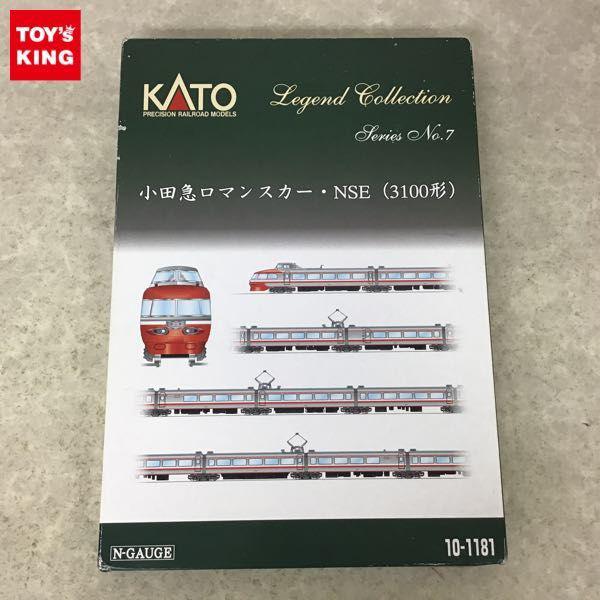 TOY'S
KING
KATO
PRECISION RAILROAD MODELS
Legend Collection
Series No.7
小田急ロマンスカー・NSE（3100形）
N-GAUGE
10-1181